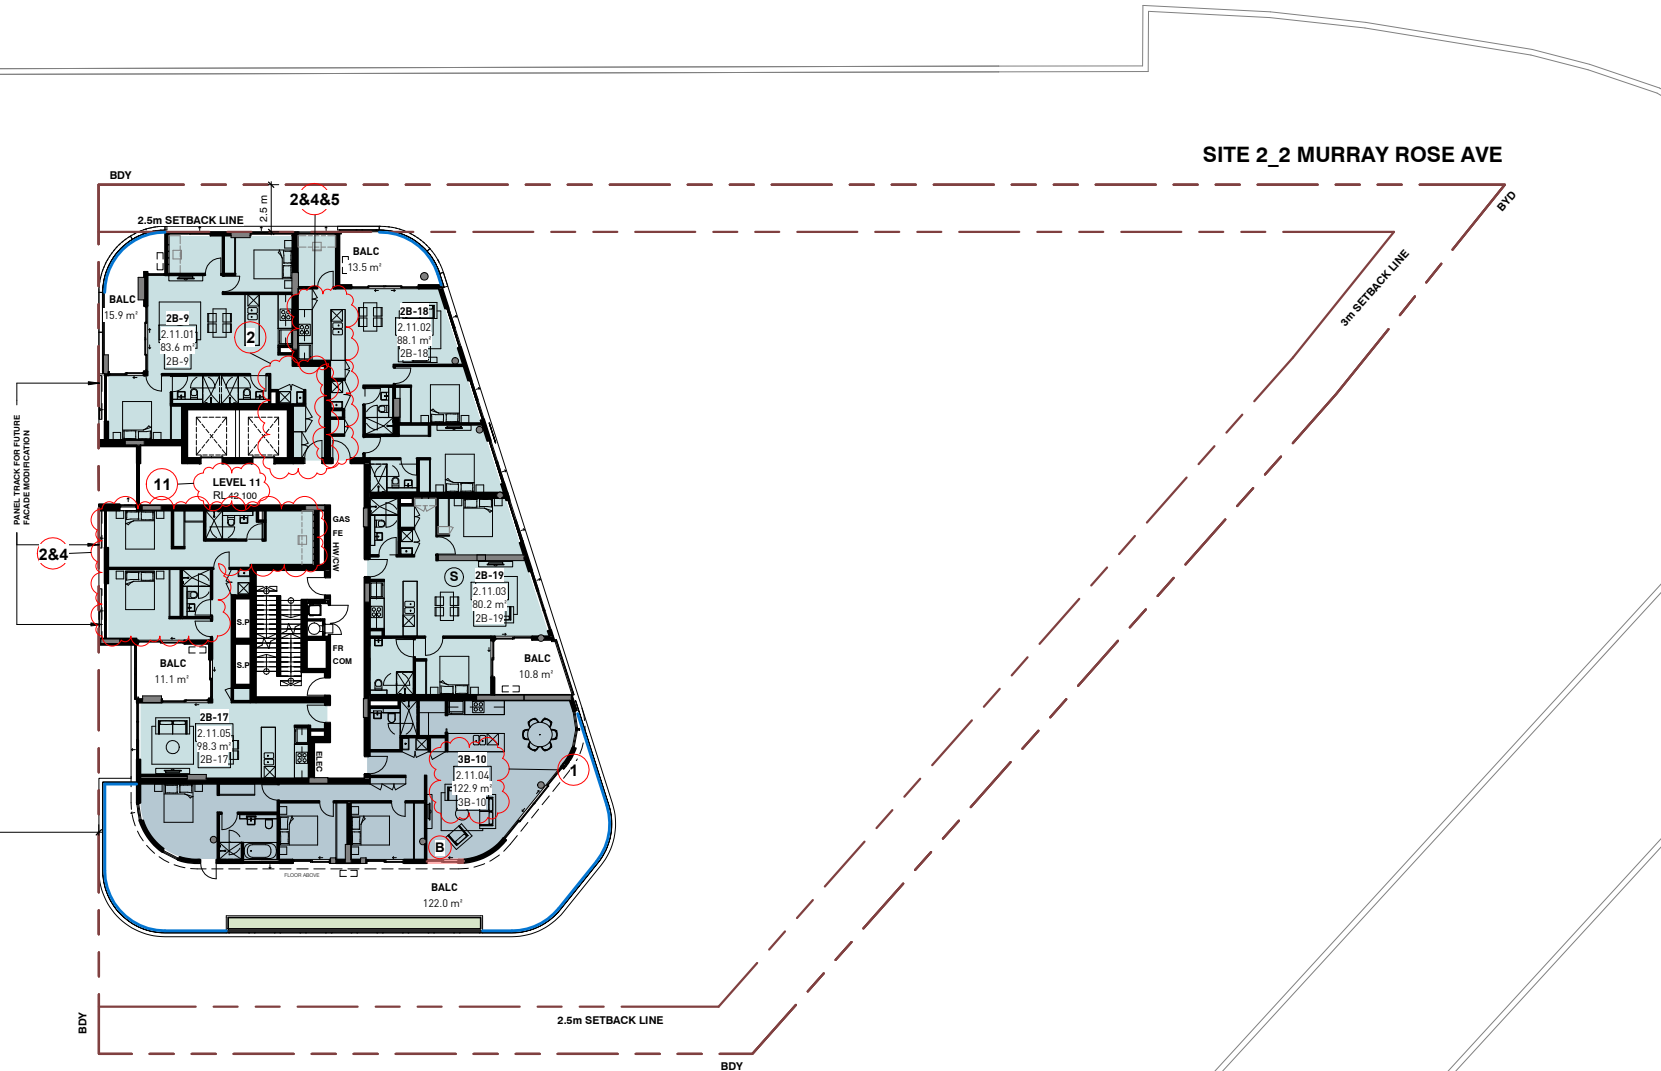 SITE 2_2 MURRAY ROSE AVE
BDY
BYD
2.5 m
2&4&5
2.5m SETBACK LINE
3m SETBACK LINE
BALC
13.5 m²
BALC
15.9 m²
2B-9
2.11.01
83.6 m²
2B-9
2
2B-18
2.11.02
88.1 m²
2B-18
PANEL TRACK FOR FUTURE
FACADE MODIFICATION
11
LEVEL 11
RL 42.100
GAS
FE
HW/CW
2&4
S
2B-19
2.11.03
80.2 m²
2B-19
S.P
S.P
FR
COM
BALC
11.1 m²
BALC
10.8 m²
2B-17
2.11.05
98.3 m²
2B-17
ELEC
3B-10
2.11.04
122.9 m²
3B-10
1
B
FLOOR ABOVE
BALC
122.0 m²
2.5m SETBACK LINE
BDY
BDY